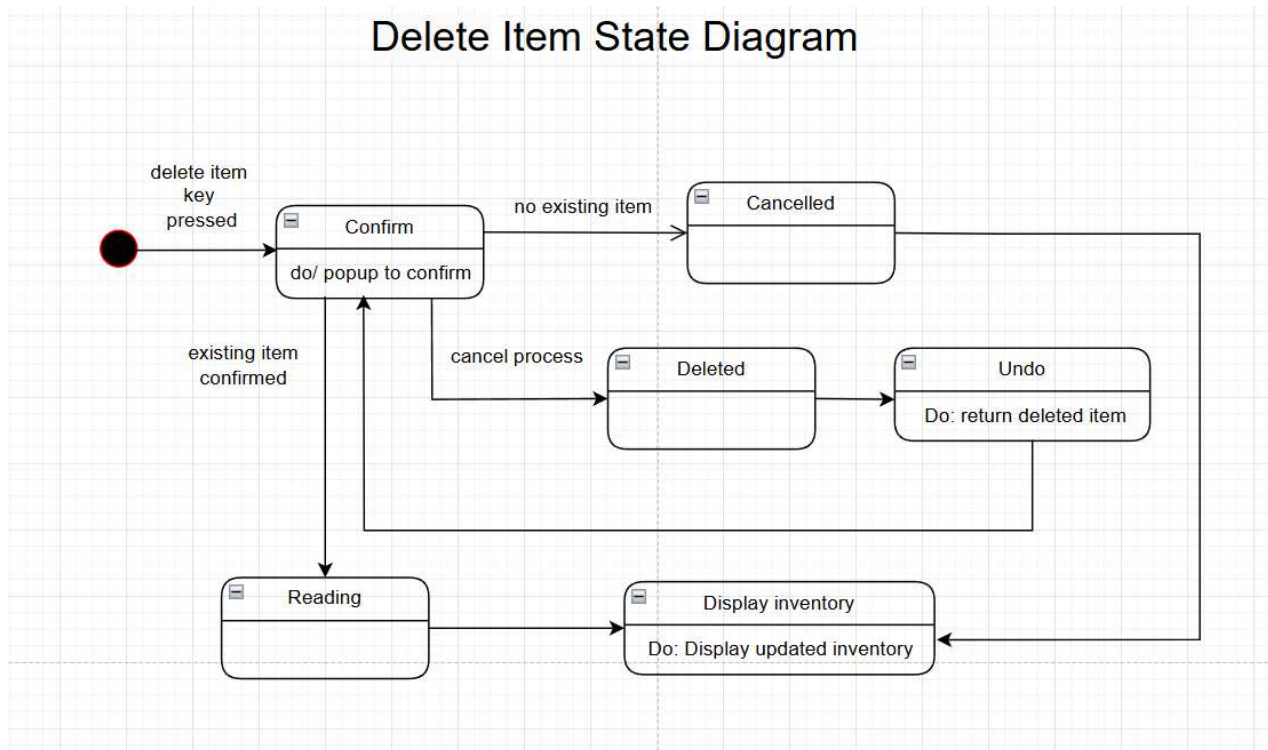 Delete Item State Diagram
delete item
key
pressed
Confirm
do/ popup to confirm
no existing item
Cancelled
existing item
confirmed
cancel process
Deleted
Undo
Do: return deleted item
Reading
Display inventory
Do: Display updated inventory